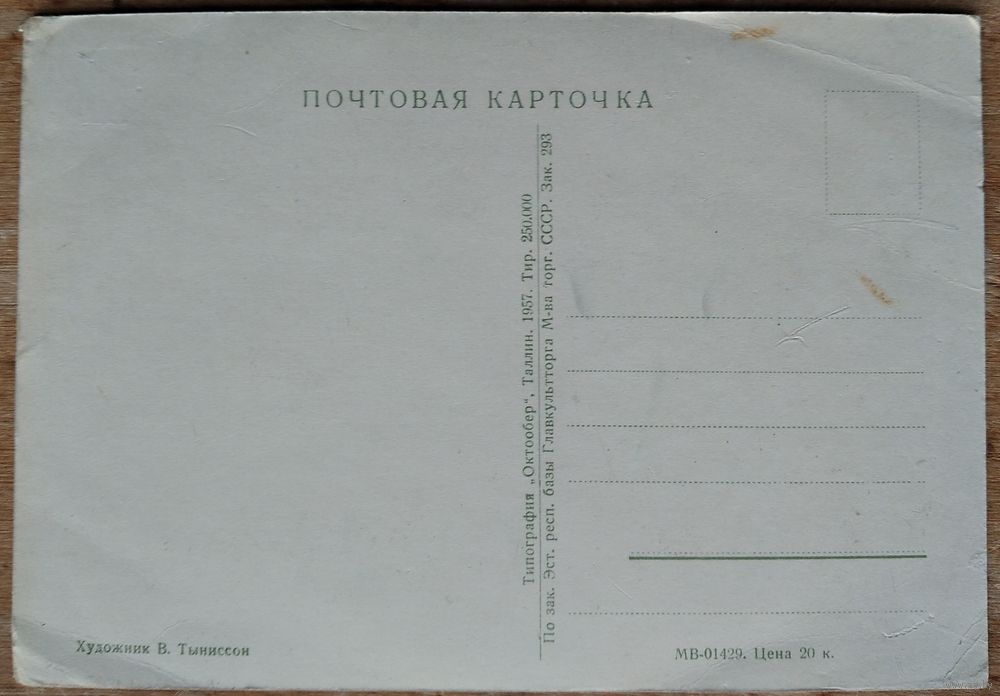 ПОЧТОВАЯ КАРТОЧКА
Типография „Октообер“, Таллин. 1957. Тир. 250.000
По зак. Эст. респ. базы Главкультторга М-ва торг. СССР. Зак. 293
Художник В. Тыниссон
МВ-01429. Цена 20 к.